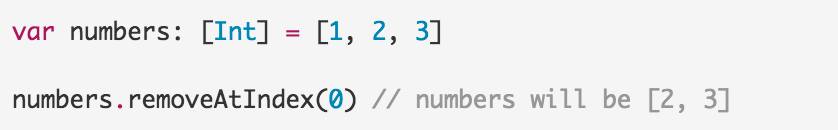 var numbers: [Int] = [1, 2, 3]
numbers.removeAtIndex(0) // numbers will be [2, 3]